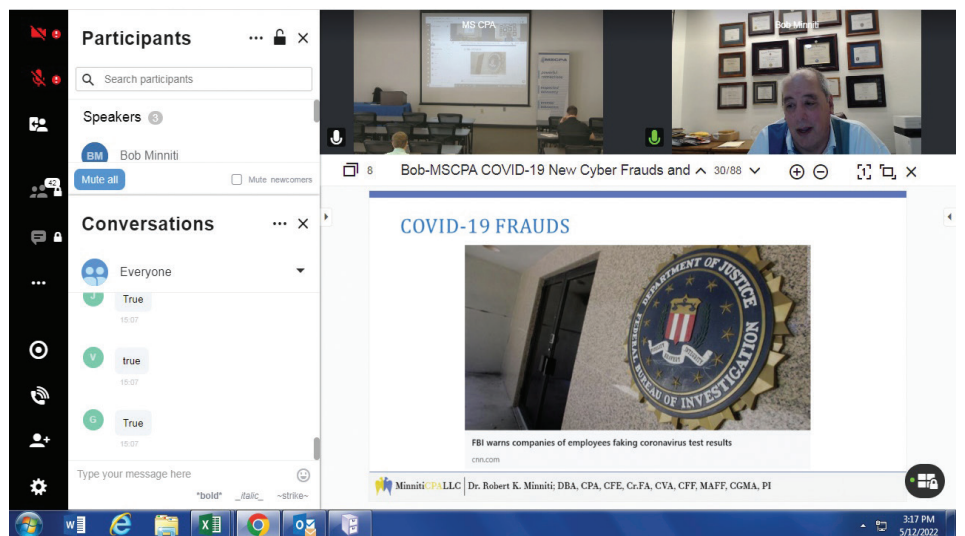 Participants
Search participants
Speakers 3
BM Bob Minniti
Mute all
Mute newcomers
42
Conversations
Everyone
J True
15:07
V true
15:07
G True
15:07
Type your message here
*bold* _italic_ ~strike~
MS CPA
Bob Minniti
8 Bob-MSCPA COVID-19 New Cyber Frauds and 30/88
COVID-19 FRAUDS
DEPARTMENT OF JUSTICE
FEDERAL BUREAU OF INVESTIGATION
FBI warns companies of employees faking coronavirus test results
cnn.com
MinnitiCPALLC Dr. Robert K. Minniti; DBA, CPA, CFE, Cr.FA, CVA, CFF, MAFF, CGMA, PI
3:17 PM
5/12/2022